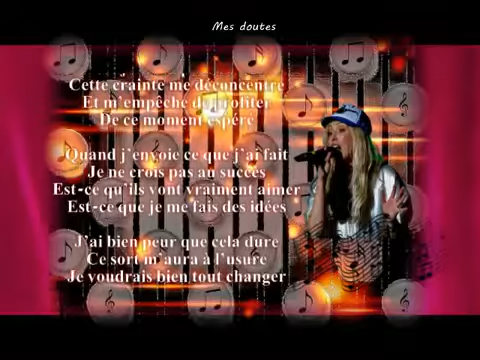 Mes doutes
Cette crainte me déconcentre
Et m'empêche de profiter
De ce moment espéré
Quand j'envoie ce que j'ai fait
Je ne crois pas au succès
Est-ce qu'ils vont vraiment aimer
Est-ce que je me fais des idées
J'ai bien peur que cela dure
Ce sort m'aura à l'usure
Je voudrais bien tout changer